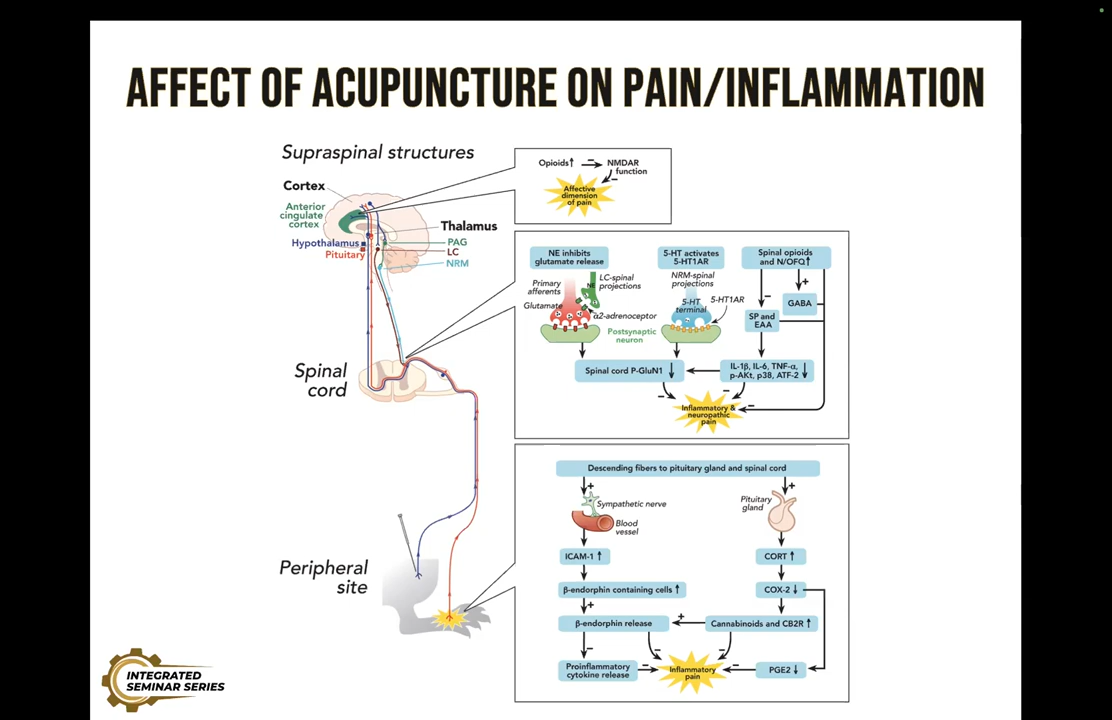 AFFECT OF ACUPUNCTURE ON PAIN/INFLAMMATION
Supraspinal structures
Cortex
Anterior
cingulate
cortex
Hypothalamus
Pituitary
Thalamus
PAG
LC
NRM
Opioids↑
–
NMDAR
function
–
Affective
dimension
of pain
Spinal
cord
NE inhibits
glutamate release
5-HT activates
5-HT1AR
Spinal opioids
and N/OFQ↑
Primary
afferents
NE
LC-spinal
projections
Glutamate
α2-adrenoceptor
Postsynaptic
neuron
NRM-spinal
projections
5-HT
terminal
5-HT1AR
–
+
GABA
SP and
EAA
Spinal cord P-GluN1 ↓
IL-1β, IL-6, TNF-α,
p-AKt, p38, ATF-2 ↓
–
–
–
Inflammatory &
neuropathic
pain
Peripheral
site
Descending fibers to pituitary gland and spinal cord
+
+
Sympathetic nerve
Blood
vessel
Pituitary
gland
ICAM-1 ↑
CORT ↑
β-endorphin containing cells ↑
COX-2 ↓
+
β-endorphin release
+
Cannabinoids and CB2R ↑
–
–
–
Proinflammatory
cytokine release
–
Inflammatory
pain
–
PGE2 ↓
INTEGRATED
SEMINAR SERIES